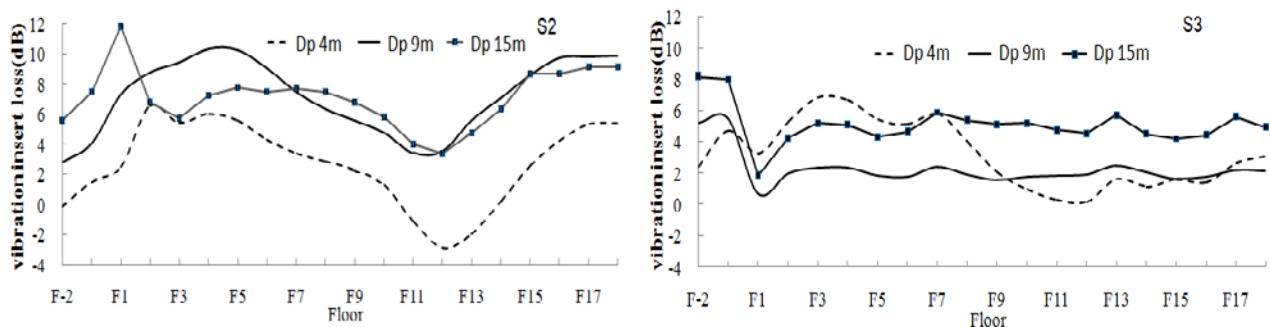 S2
Dp 4m Dp 9m Dp 15m
vibration insert loss(dB)
12
10
8
6
4
2
0
-2
-4
F-2 F1 F3 F5 F7 F9 F11 F13 F15 F17
Floor
S3
Dp 4m Dp 9m Dp 15m
vibration insert loss(dB)
12
10
8
6
4
2
0
-2
-4
F-2 F1 F3 F5 F7 F9 F11 F13 F15 F17
Floor